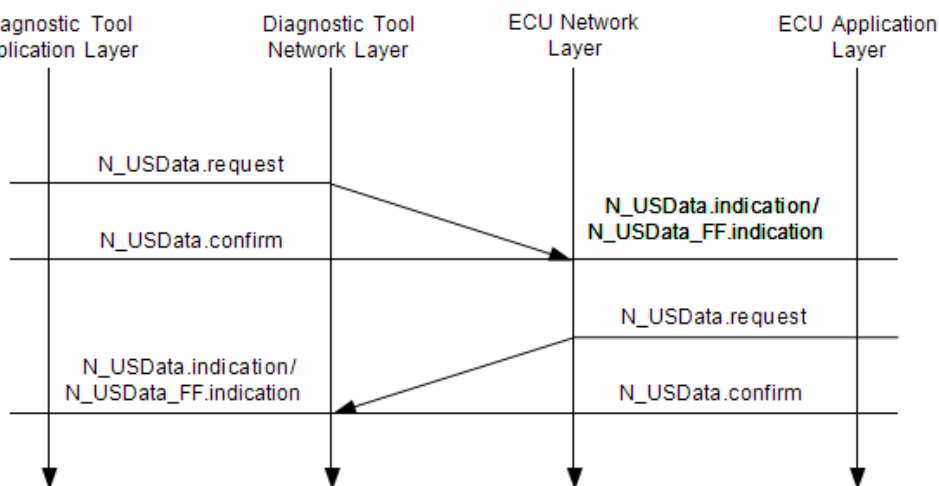 agnostic Tool
plication Layer
Diagnostic Tool
Network Layer
ECU Network
Layer
ECU Application
Layer
N_USData.request
N_USData.indication/
N_USData_FF.indication
N_USData.confirm
N_USData.request
N_USData.indication/
N_USData_FF.indication
N_USData.confirm